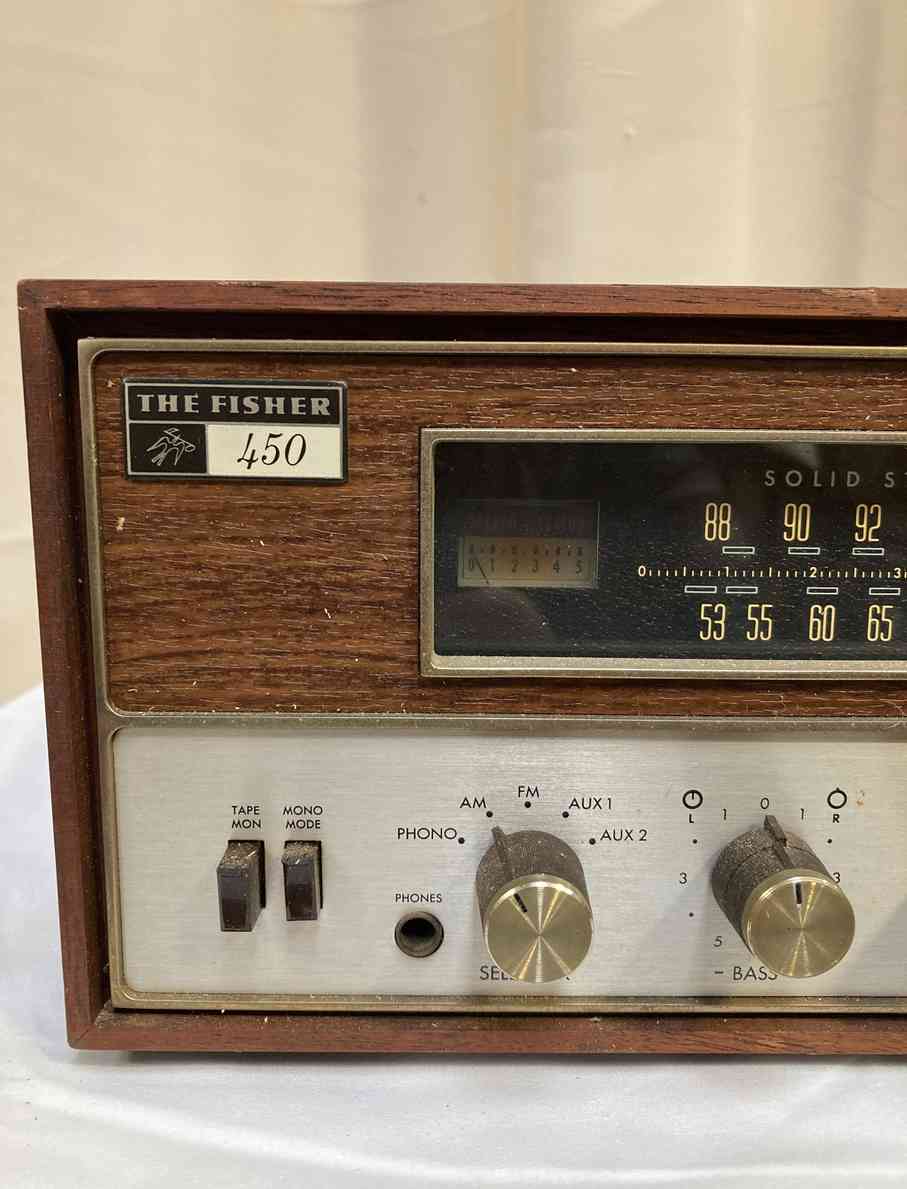 THE FISHER
450
SOLID
88 90 92
0 1 2 3 4 5
0 1 2 3
53 55 60 65
TAPE MON
MONO MODE
PHONO
AM
FM
AUX 1
AUX 2
PHONES
L
1
0
1
R
3
3
5
- BASS